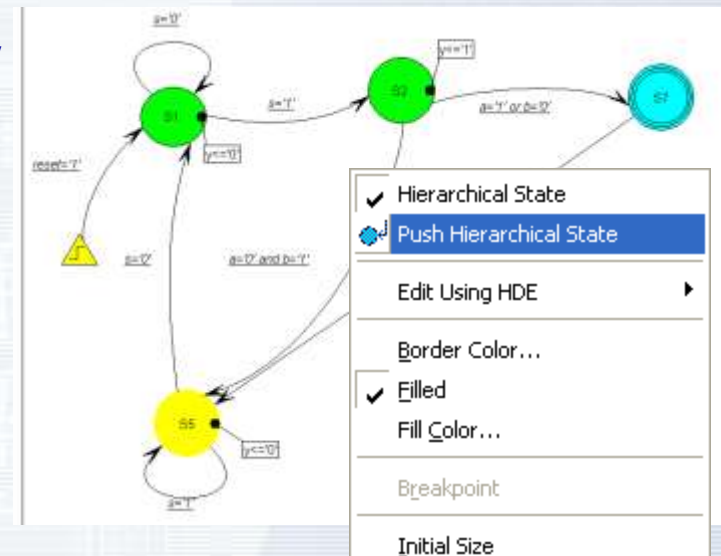 s='0'
y<='1'
S1
s='1'
S2
a='1' or b='0'
S7
y<='0'
reset='1'
s='0'
a='0' and b='1'
S5
y<='0'
s='1'
Hierarchical State
Push Hierarchical State
Edit Using HDE
Border Color...
Filled
Fill Color...
Breakpoint
Initial Size